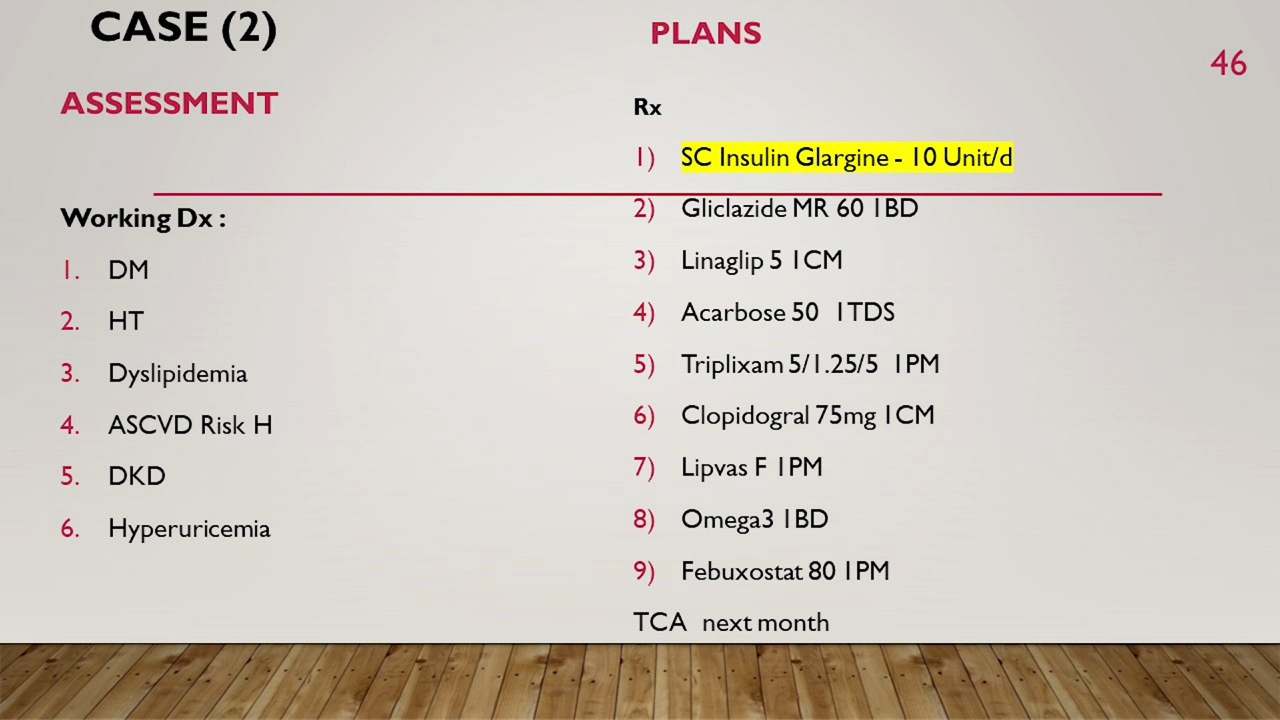 CASE (2)
ASSESSMENT
Working Dx :
1. DM
2. HT
3. Dyslipidemia
4. ASCVD Risk H
5. DKD
6. Hyperuricemia
PLANS
46
Rx
1) SC Insulin Glargine - 10 Unit/d
2) Gliclazide MR 60 1BD
3) Linaglip 5 1CM
4) Acarbose 50 1TDS
5) Triplixam 5/1.25/5 1PM
6) Clopidogral 75mg 1CM
7) Lipvas F 1PM
8) Omega3 1BD
9) Febuxostat 80 1PM
TCA next month